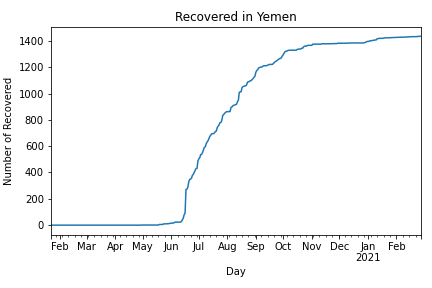 Recovered in Yemen
Number of Recovered
1400
1200
1000
800
600
400
200
0
Feb Mar Apr May Jun Jul Aug Sep Oct Nov Dec Jan Feb
2021
Day